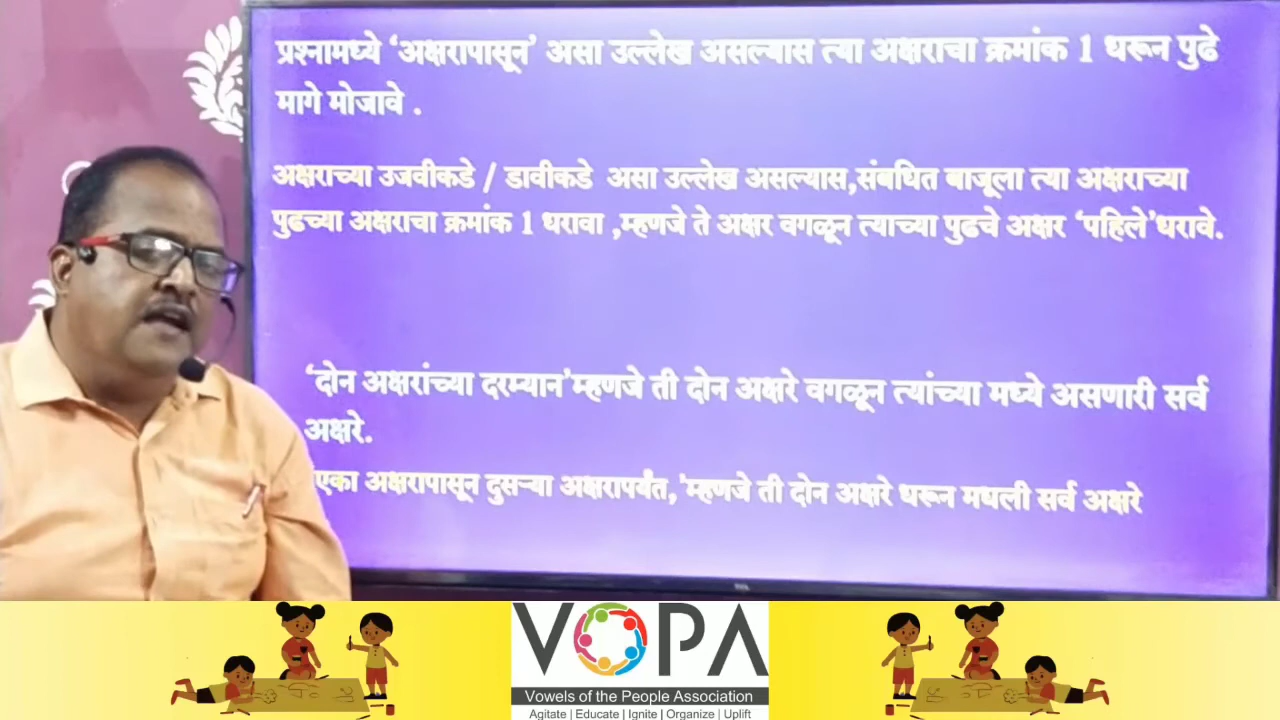 प्रश्नामध्ये ‘अक्षरापासून’ असा उल्लेख असल्यास त्या अक्षराचा क्रमांक 1 धरून पुढे
मागे मोजावे .
अक्षराच्या उजवीकडे / डावीकडे असा उल्लेख असल्यास,संबधित बाजूला त्या अक्षराच्या
पुढच्या अक्षराचा क्रमांक 1 धरावा ,म्हणजे ते अक्षर वगळून त्याच्या पुढचे अक्षर ‘पहिले’धरावे.
‘दोन अक्षरांच्या दरम्यान’म्हणजे ती दोन अक्षरे वगळून त्यांच्या मध्ये असणारी सर्व
अक्षरे.
एका अक्षरापासून दुसऱ्या अक्षरापर्यंत,'म्हणजे ती दोन अक्षरे धरून मधली सर्व अक्षरे
VOPA
Vowels of the People Association
Agitate | Educate | Ignite | Organize | Uplift